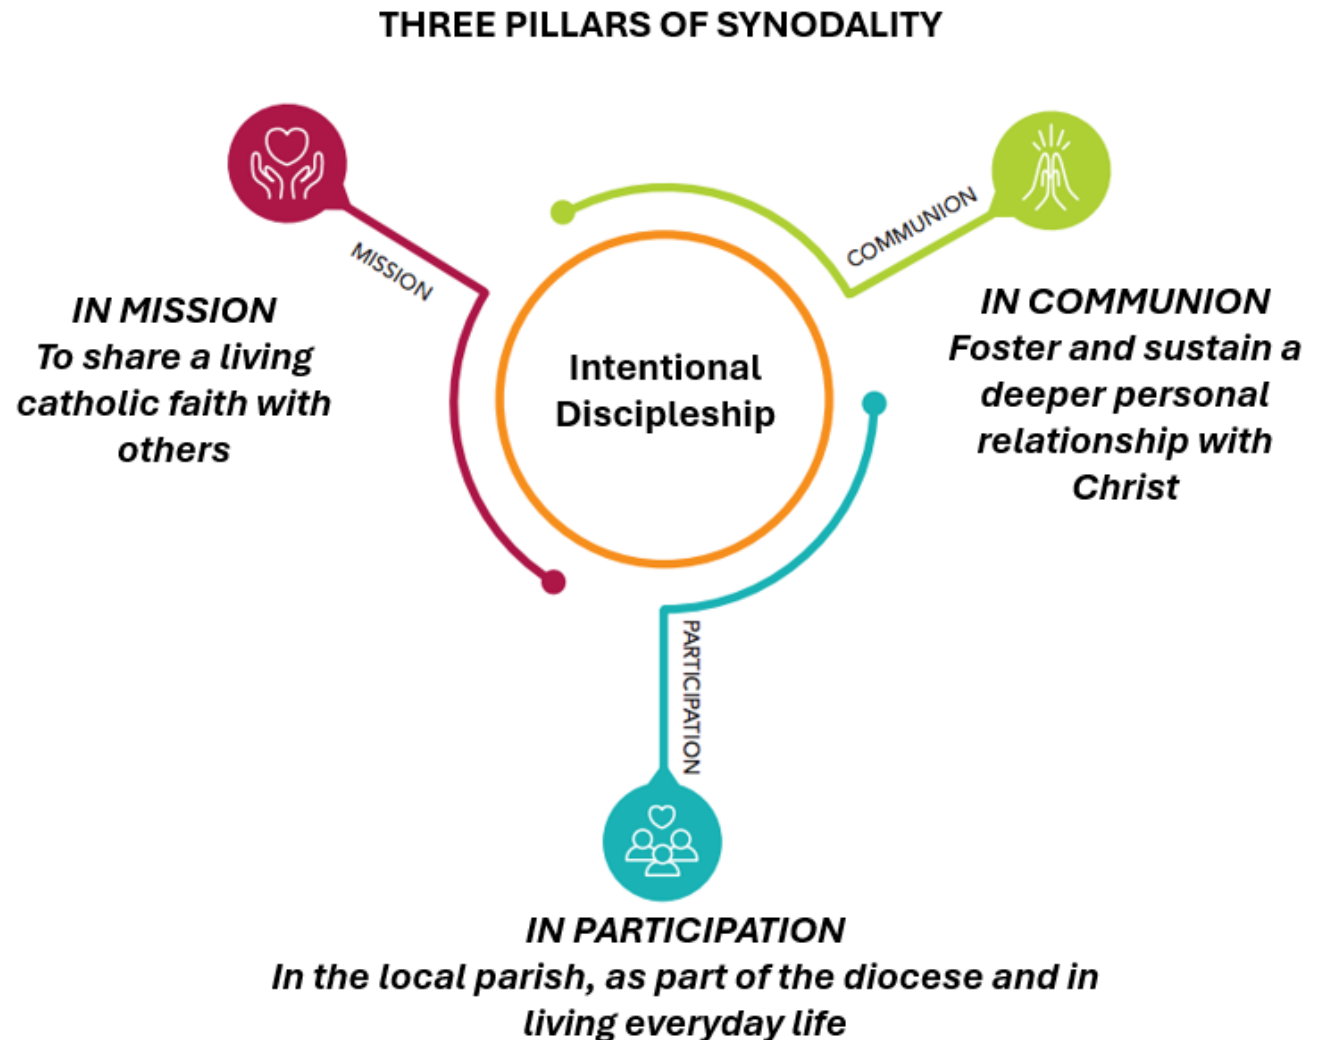 THREE PILLARS OF SYNODALITY
MISSION
IN MISSION
To share a living
catholic faith with
others
COMMUNION
IN COMMUNION
Foster and sustain a
deeper personal
relationship with
Christ
Intentional
Discipleship
PARTICIPATION
IN PARTICIPATION
In the local parish, as part of the diocese and in
living everyday life